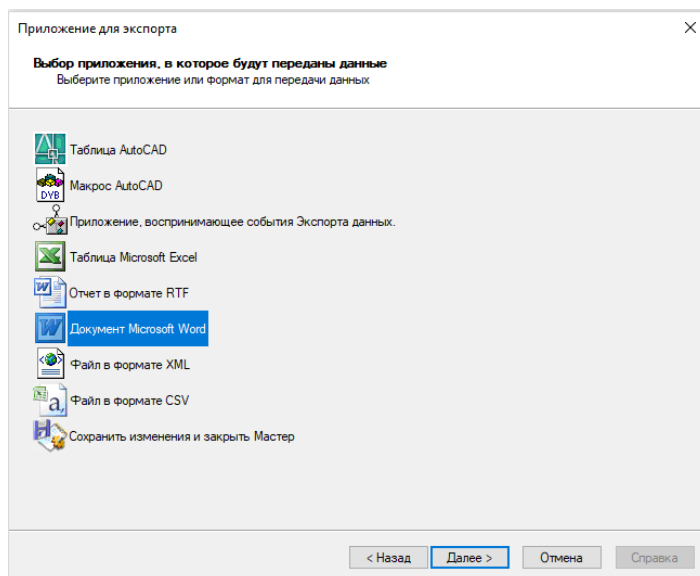 Приложение для экспорта
Выбор приложения, в которое будут переданы данные
Выберите приложение или формат для передачи данных
Таблица AutoCAD
DVB
Макрос AutoCAD
Приложение, воспринимающее события Экспорта данных.
Таблица Microsoft Excel
Отчет в формате RTF
Документ Microsoft Word
Файл в формате XML
a,
Файл в формате CSV
Сохранить изменения и закрыть Мастер
< Назад
Далее >
Отмена
Справка